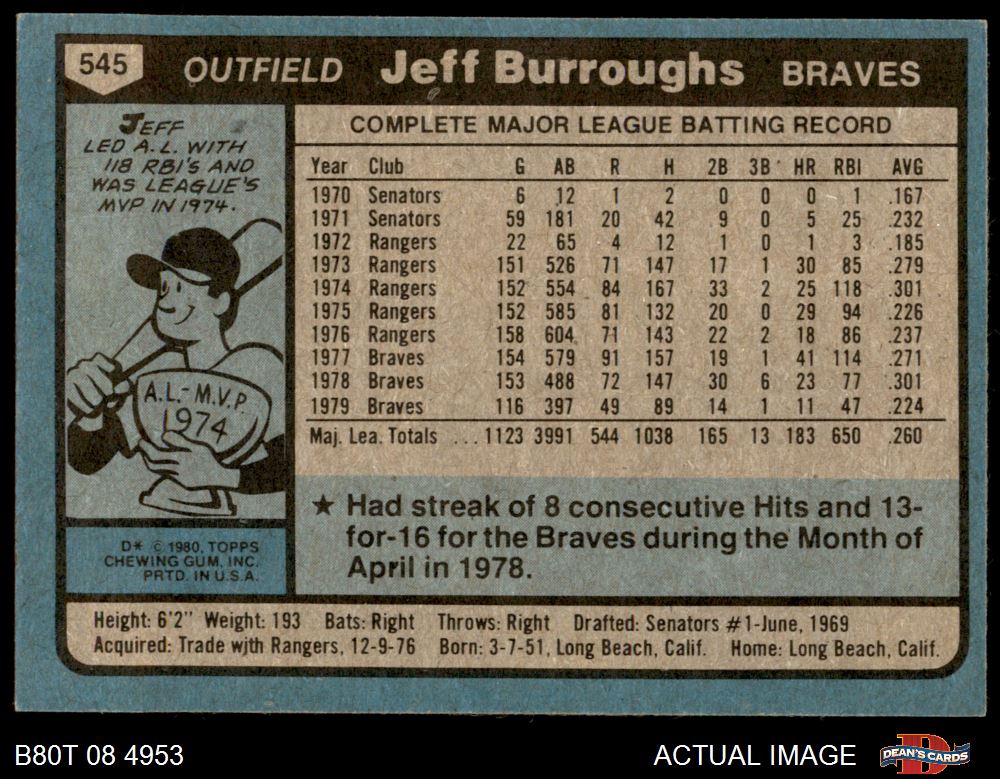 545 OUTFIELD Jeff Burroughs BRAVES
JEFF
LED A.L. WITH
118 RBI'S AND
WAS LEAGUE'S
MVP IN 1974.
A.L.-M.V.P.
1974
D* © 1980, TOPPS
CHEWING GUM, INC.
PRTD. IN U.S.A.
COMPLETE MAJOR LEAGUE BATTING RECORD
Year Club G AB R H 2B 3B HR RBI AVG
1970 Senators 6 12 1 2 0 0 0 1 .167
1971 Senators 59 181 20 42 9 0 5 25 .232
1972 Rangers 22 65 4 12 1 0 1 3 .185
1973 Rangers 151 526 71 147 17 1 30 85 .279
1974 Rangers 152 554 84 167 33 2 25 118 .301
1975 Rangers 152 585 81 132 20 0 29 94 .226
1976 Rangers 158 604 71 143 22 2 18 86 .237
1977 Braves 154 579 91 157 19 1 41 114 .271
1978 Braves 153 488 72 147 30 6 23 77 .301
1979 Braves 116 397 49 89 14 1 11 47 .224
Maj. Lea. Totals ... 1123 3991 544 1038 165 13 183 650 .260
★ Had streak of 8 consecutive Hits and 13-
for-16 for the Braves during the Month of
April in 1978.
Height: 6'2" Weight: 193 Bats: Right Throws: Right Drafted: Senators #1-June, 1969
Acquired: Trade with Rangers, 12-9-76 Born: 3-7-51, Long Beach, Calif. Home: Long Beach, Calif.
B80T 08 4953 ACTUAL IMAGE DEAN'S CARDS